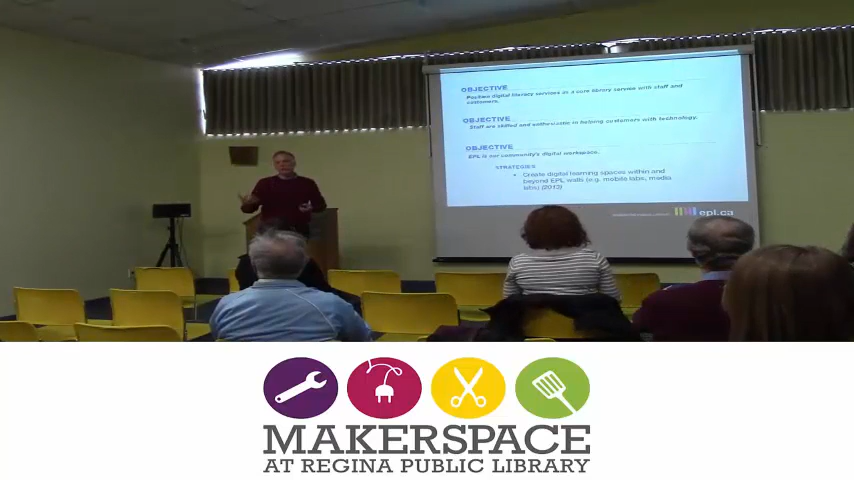 OBJECTIVE
Position digital literacy services as a core library service with staff and
customers.
OBJECTIVE
Staff are skilled and enthusiastic in helping customers with technology.
OBJECTIVE
EPL is our community's digital workspace.
STRATEGIES
• Create digital learning spaces within and
beyond EPL walls (e.g. mobile labs, media
labs) (2013)
epl.ca
MAKERSPACE
AT REGINA PUBLIC LIBRARY